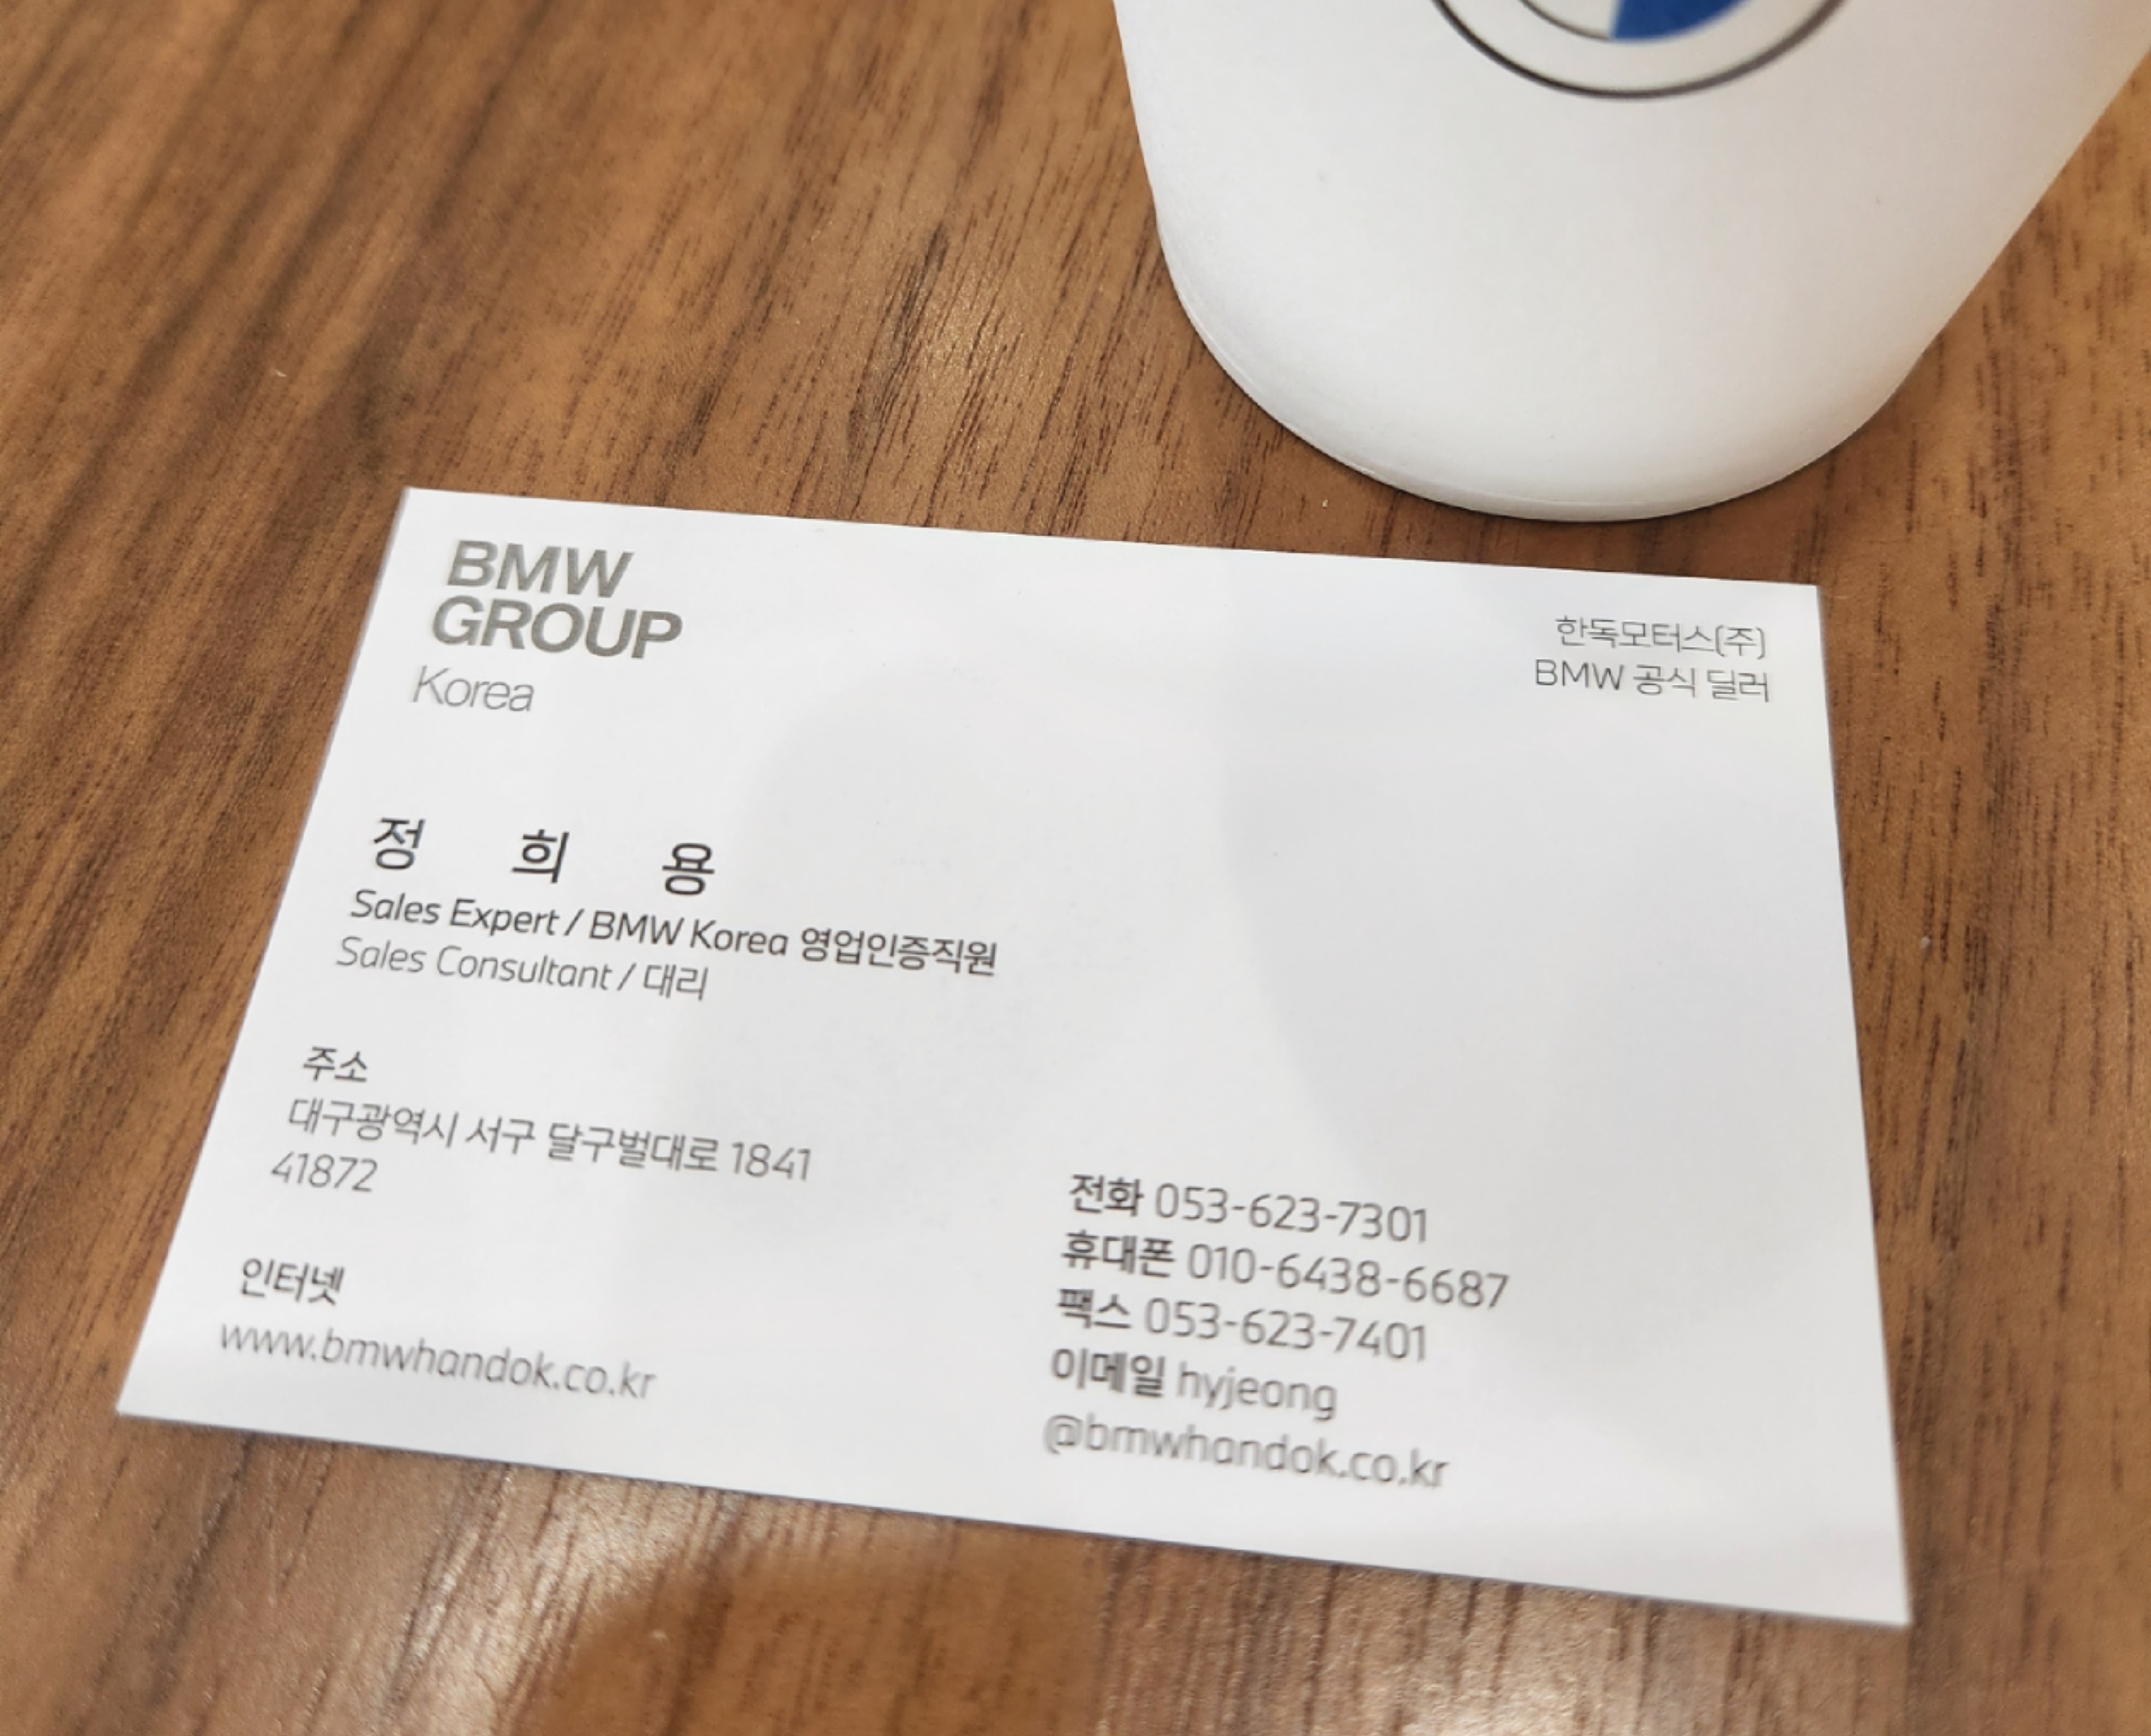 BMW
GROUP
Korea
한독모터스(주)
BMW 공식 딜러
정 희 용
Sales Expert / BMW Korea 영업인증직원
Sales Consultant / 대리
주소
대구광역시 서구 달구벌대로 1841
41872
인터넷
www.bmwhandok.co.kr
전화 053-623-7301
휴대폰 010-6438-6687
팩스 053-623-7401
이메일 hyjeong
@bmwhandok.co.kr